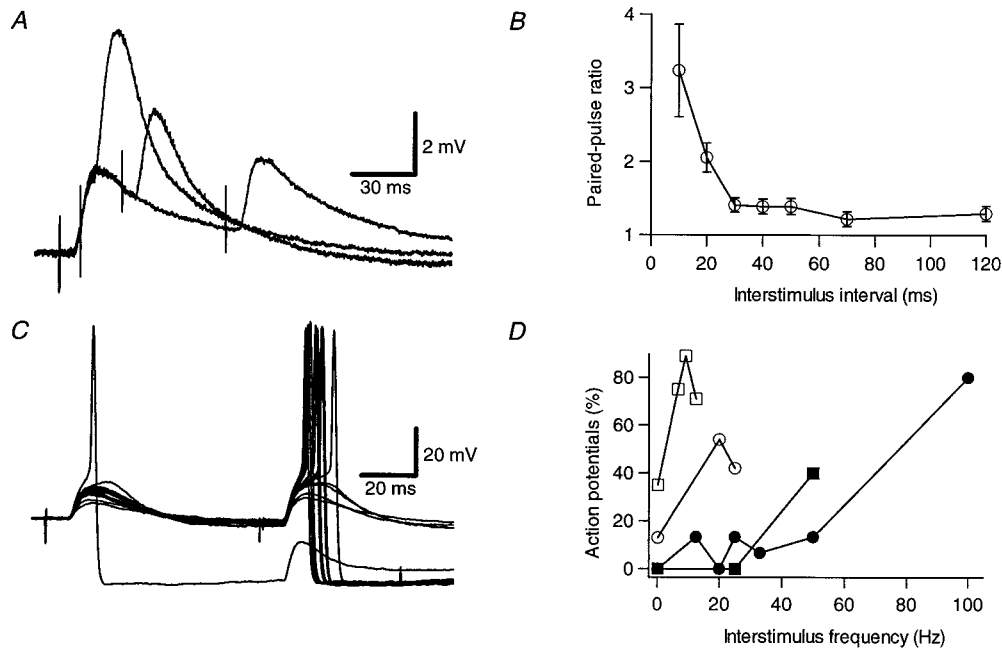 A
2 mV
30 ms
B
Paired-pulse ratio
4
3
2
1
0 20 40 60 80 100 120
Interstimulus interval (ms)
C
20 mV
20 ms
D
Action potentials (%)
80
60
40
20
0
0 20 40 60 80 100
Interstimulus frequency (Hz)